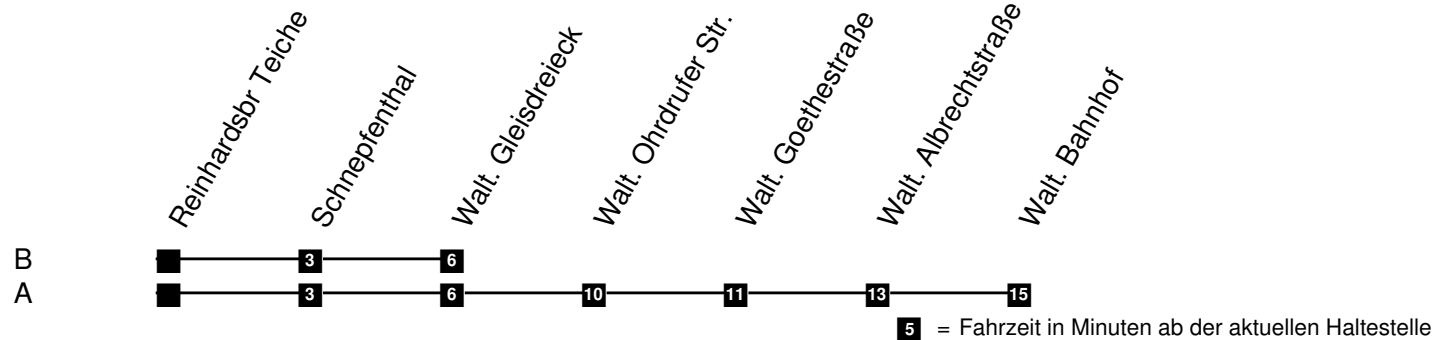 Reinhardsbr Teiche
Schnepfenthal
Walt. Gleisdreieck
Walt. Ohrdrufer Str.
Walt. Goethestraße
Walt. Albrechtstraße
Walt. Bahnhof
B 3 6
A 3 6 10 11 13 15
5 = Fahrzeit in Minuten ab der aktuellen Haltestelle